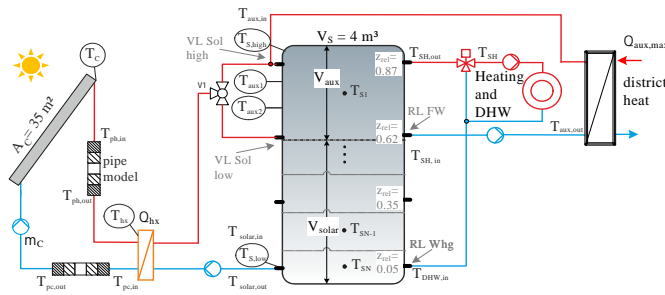 T_aux,in
VL Sol
high
T_S,high
V_S = 4 m³
T_C
z_rel=
0.87
T_SH,out
T_SH
Q_aux,max
V1
V_aux
T_aux1
T_S1
Heating
and
DHW
district
heat
A_C = 35 m²
T_aux2
RL FW
T_ph,in
z_rel=
0.62
T_aux,out
pipe
model
VL Sol
low
T_SH, in
T_ph,out
z_rel=
0.35
T_hx
Q_hx
V_solar
T_solar,in
T_SN-1
m_C
T_S,low
RL Whg
z_rel=
0.05
T_SN
T_pc,out
T_pc,in
T_solar,out
T_DHW,in